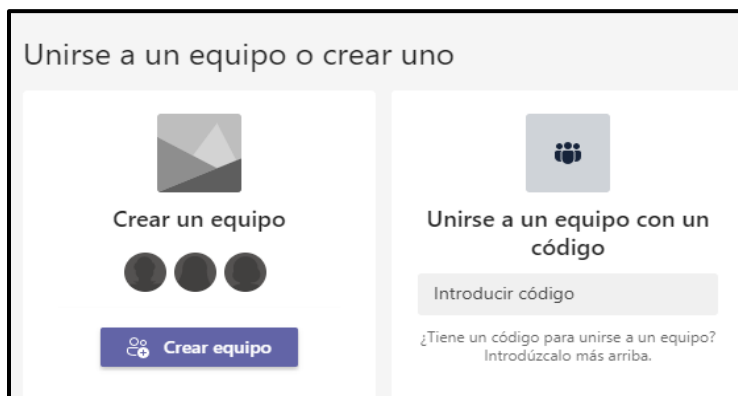 Unirse a un equipo o crear uno
Crear un equipo
Crear equipo
Unirse a un equipo con un
código
Introducir código
¿Tiene un código para unirse a un equipo?
Introdúzcalo más arriba.